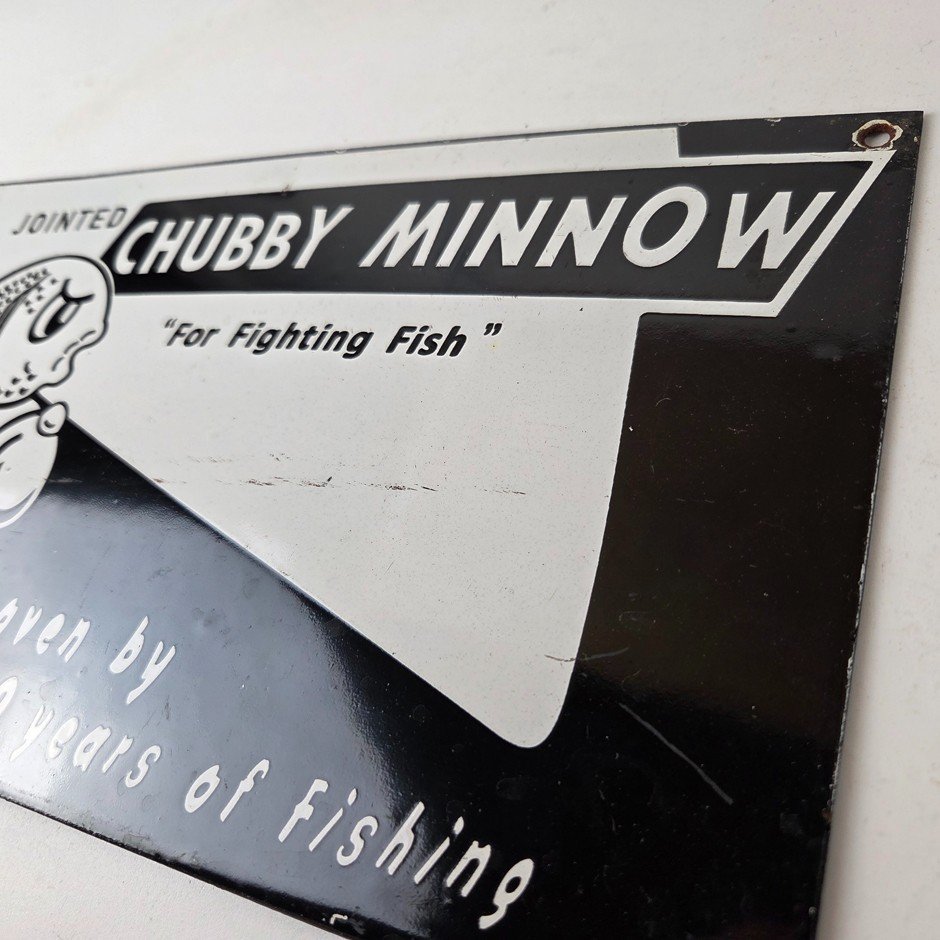 JOINTED CHUBBY MINNOW
"For Fighting Fish"
by
years of Fishing